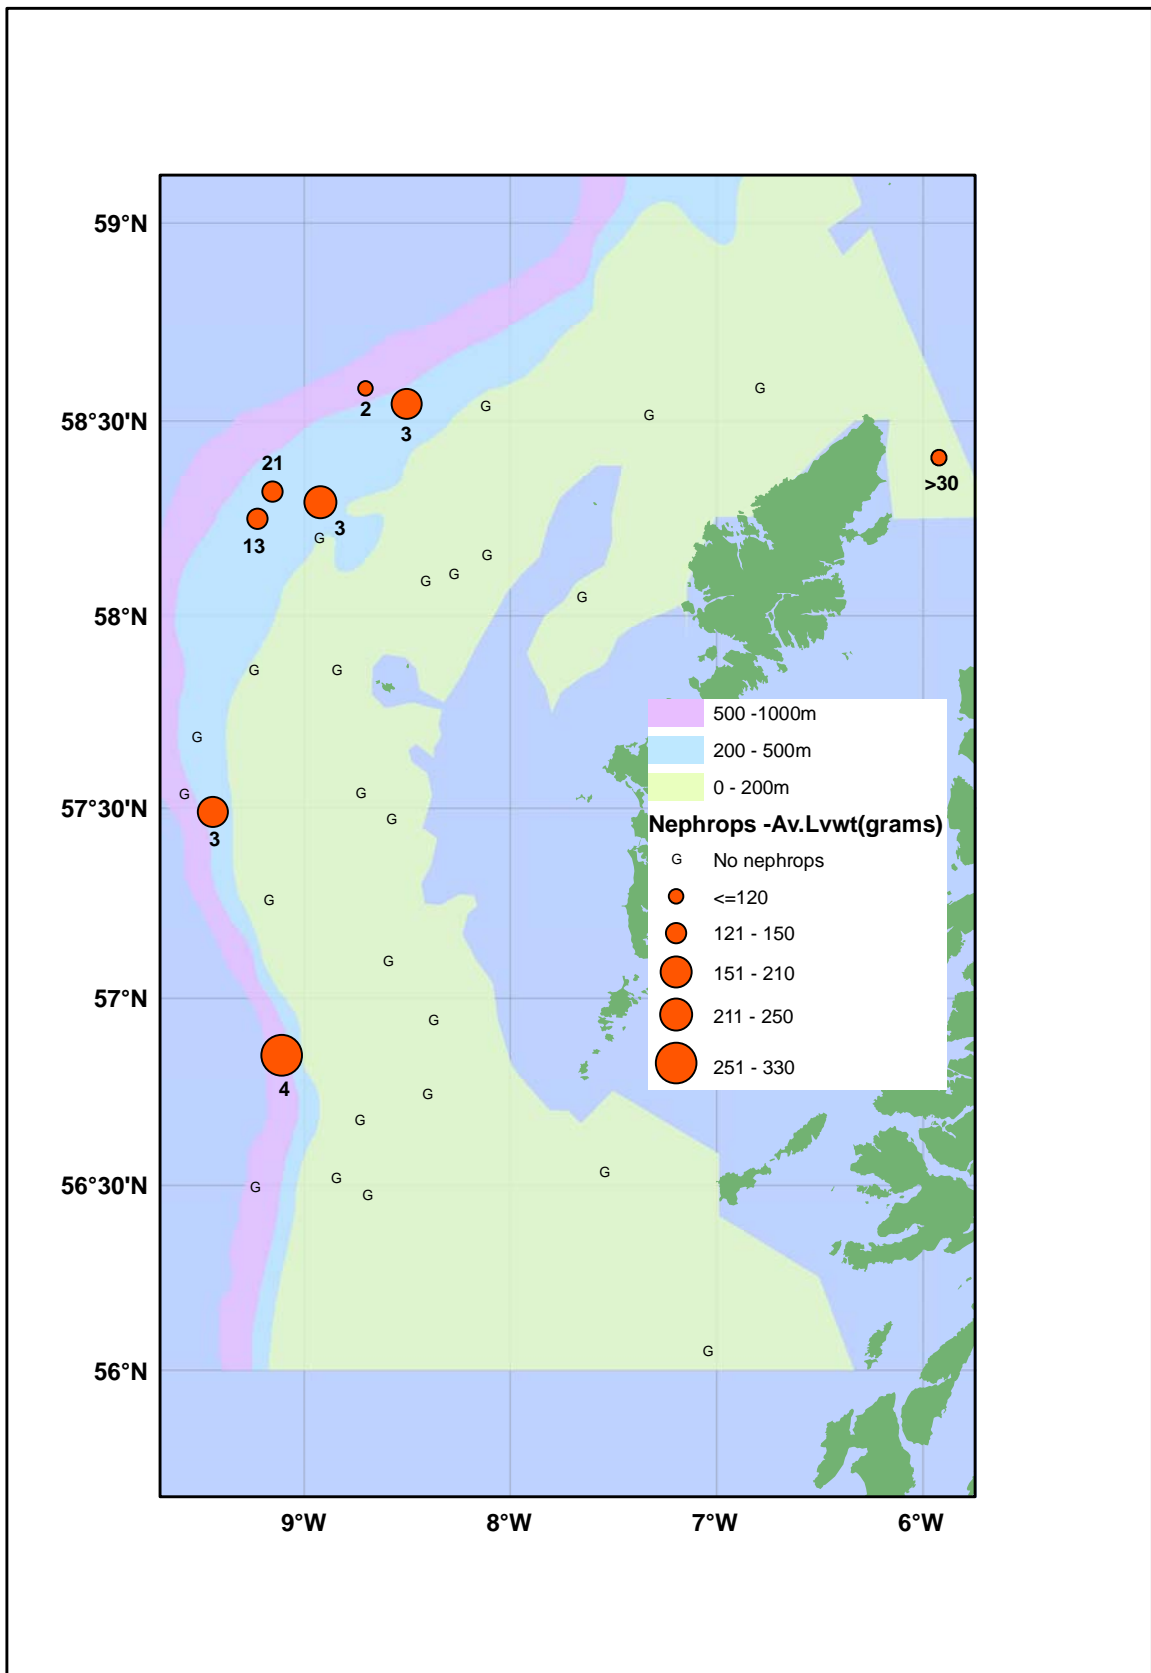 59°N
58°30'N
58°N
57°30'N
57°N
56°30'N
56°N
9°W
8°W
7°W
6°W
2
3
G
G
G
21
3
13
>30
G
G
G
G
G
G
G
G
G
3
G
G
G
G
G
4
G
G
G
G
G
G
G
500 -1000m
200 - 500m
0 - 200m
Nephrops -Av.Lvwt(grams)
G No nephrops
<=120
121 - 150
151 - 210
211 - 250
251 - 330